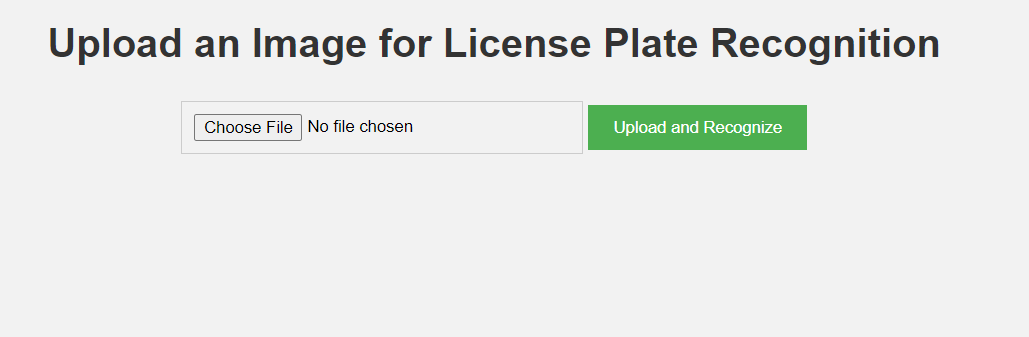 Upload an Image for License Plate Recognition
Choose File No file chosen Upload and Recognize